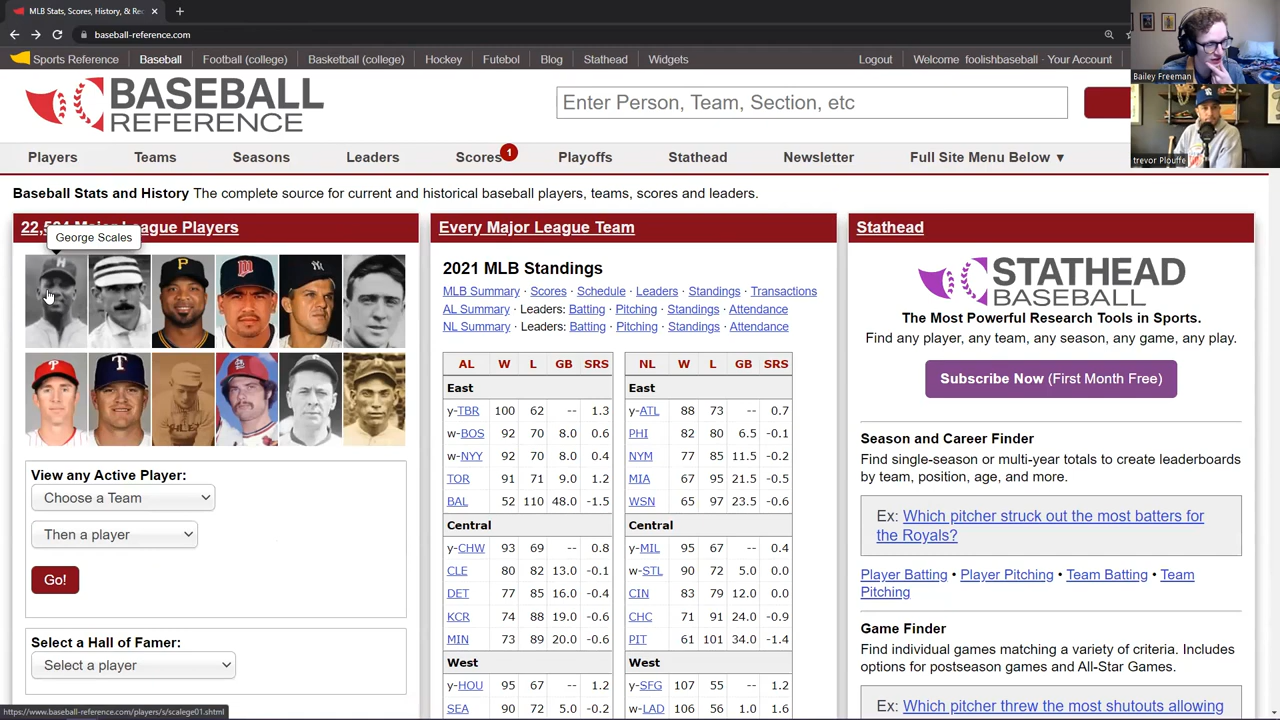 MLB Stats, Scores, History, & Re
baseball-reference.com
Sports Reference Baseball Football (college) Basketball (college) Hockey Futebol Blog Stathead Widgets Logout Welcome foolishbaseball · Your Account
Bailey Freeman
trevor Plouffe
BASEBALL
REFERENCE
Enter Person, Team, Section, etc
Players Teams Seasons Leaders Scores 1 Playoffs Stathead Newsletter Full Site Menu Below ▼
Baseball Stats and History The complete source for current and historical baseball players, teams, scores and leaders.
Major League Players
George Scales
View any Active Player:
Choose a Team
Then a player
Go!
Select a Hall of Famer:
Select a player
https://www.baseball-reference.com/players/s/scalege01.shtml
Every Major League Team
2021 MLB Standings
MLB Summary · Scores · Schedule · Leaders · Standings · Transactions
AL Summary · Leaders: Batting · Pitching · Standings · Attendance
NL Summary · Leaders: Batting · Pitching · Standings · Attendance
AL W L GB SRS
East
y-TBR 100 62 -- 1.3
w-BOS 92 70 8.0 0.6
w-NYY 92 70 8.0 0.4
TOR 91 71 9.0 1.2
BAL 52 110 48.0 -1.5
Central
y-CHW 93 69 -- 0.8
CLE 80 82 13.0 -0.1
DET 77 85 16.0 -0.4
KCR 74 88 19.0 -0.6
MIN 73 89 20.0 -0.6
West
y-HOU 95 67 -- 1.2
SEA 90 72 5.0 -0.2
NL W L GB SRS
East
y-ATL 88 73 -- 0.7
PHI 82 80 6.5 -0.1
NYM 77 85 11.5 -0.2
MIA 67 95 21.5 -0.5
WSN 65 97 23.5 -0.6
Central
y-MIL 95 67 -- 0.4
w-STL 90 72 5.0 0.0
CIN 83 79 12.0 0.0
CHC 71 91 24.0 -0.9
PIT 61 101 34.0 -1.4
West
y-SFG 107 55 -- 1.2
w-LAD 106 56 1.0 1.6
Stathead
STATHEAD
BASEBALL
The Most Powerful Research Tools in Sports.
Find any player, any team, any season, any game, any play.
Subscribe Now (First Month Free)
Season and Career Finder
Find single-season or multi-year totals to create leaderboards
by team, position, age, and more.
Ex: Which pitcher struck out the most batters for
the Royals?
Player Batting • Player Pitching • Team Batting • Team
Pitching
Game Finder
Find individual games matching a variety of criteria. Includes
options for postseason games and All-Star Games.
Ex: Which pitcher threw the most shutouts allowing